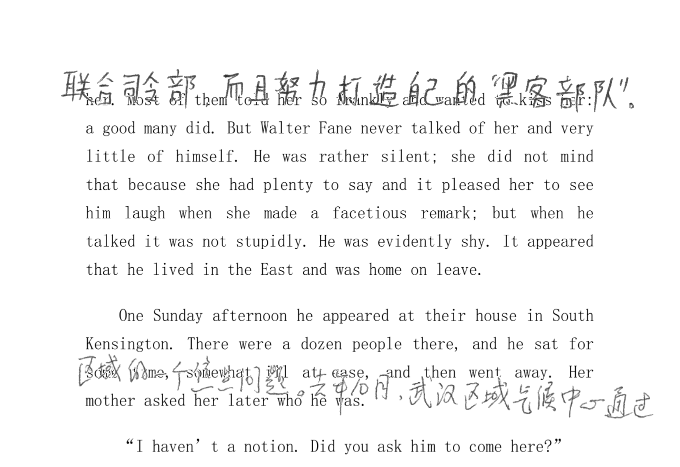 联合司令部,而且努力打造自己的“黑客部队”。
her. Most of them told her so frankly and wanted to kiss her:
a good many did. But Walter Fane never talked of her and very
little of himself. He was rather silent; she did not mind
that because she had plenty to say and it pleased her to see
him laugh when she made a facetious remark; but when he
talked it was not stupidly. He was evidently shy. It appeared
that he lived in the East and was home on leave.
One Sunday afternoon he appeared at their house in South
Kensington. There were a dozen people there, and he sat for
区域的一个焦点问题。去年10月,武汉区域气候中心通过
some time, somewhat ill at ease, and then went away. Her
mother asked her later who he was.
“I haven’t a notion. Did you ask him to come here?”